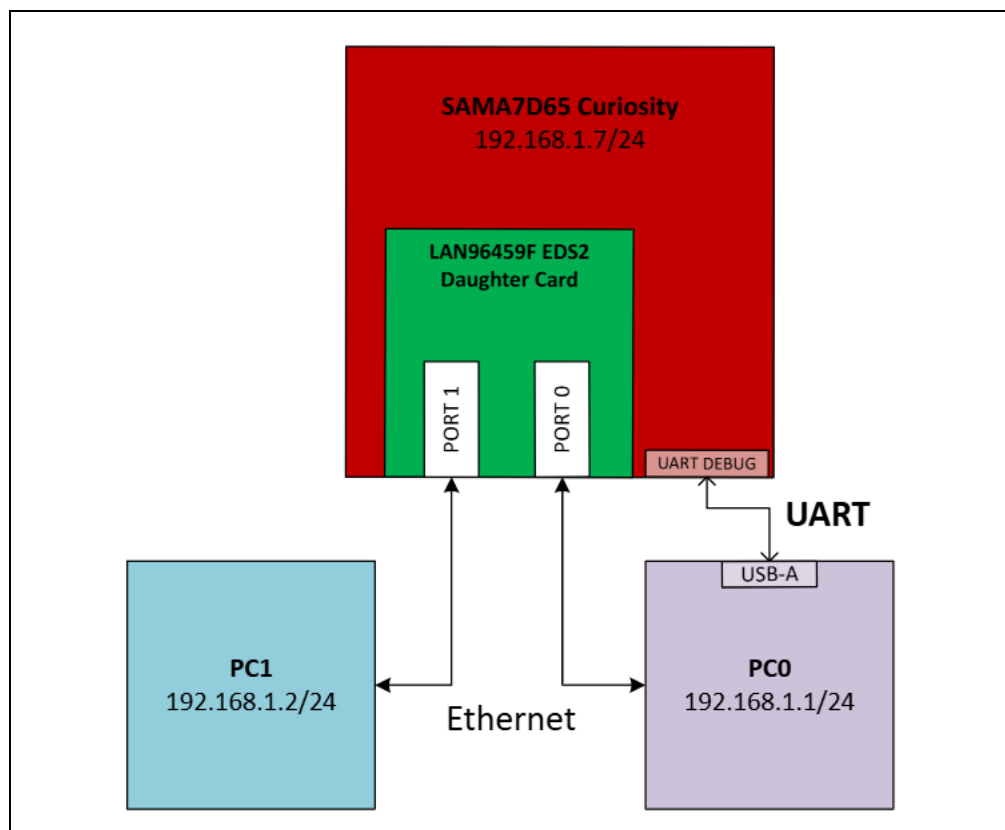 SAMA7D65 Curiosity
192.168.1.7/24
LAN96459F EDS2
Daughter Card
PORT 1
PORT 0
UART DEBUG
UART
USB-A
PC1
192.168.1.2/24
Ethernet
PC0
192.168.1.1/24